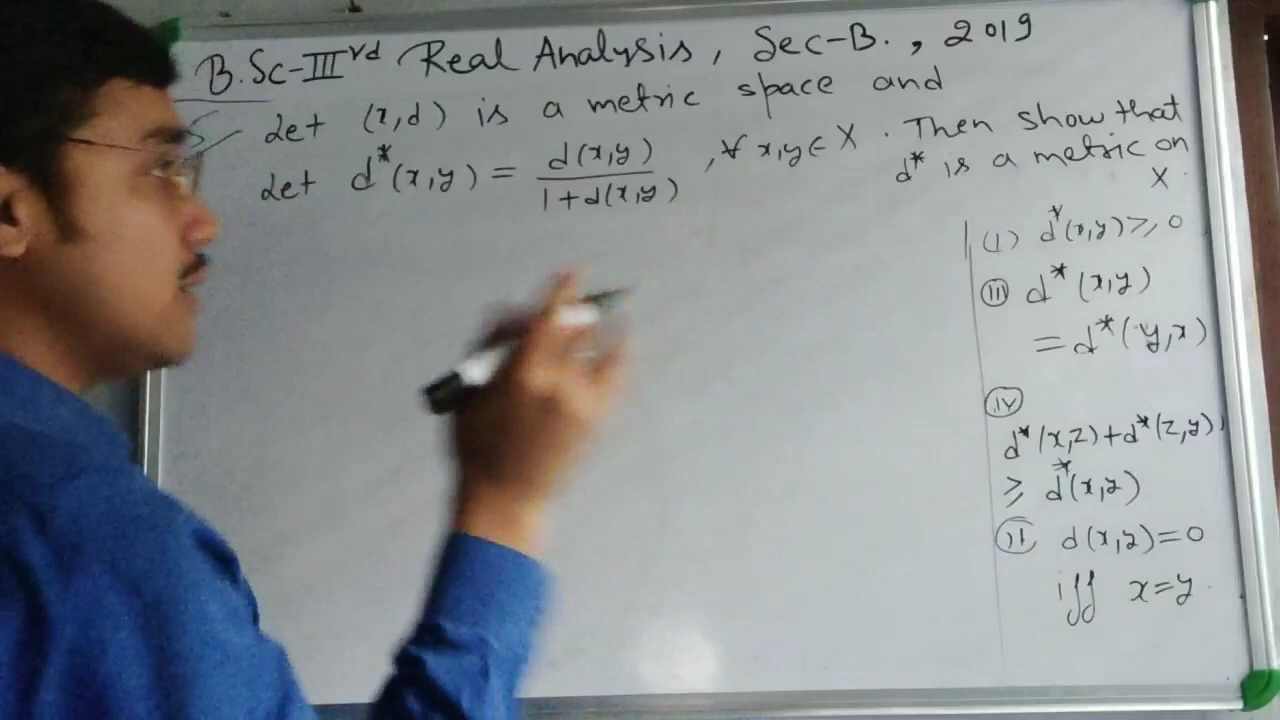 B.Sc-IIIrd Real Analysis, Sec-B., 2019
Let (x,d) is a metric space and
Let d*(x,y) = d(x,y) / 1+d(x,y) , ∀ x,y ∈ X . Then show that
d* is a metric on
X.
(i) d*(x,y) ≥ 0
(iii) d*(x,y)
= d*(y,x)
(iv)
d*(x,z)+d*(z,y)
≥ d*(x,y)
(ii) d(x,y)=0
iff x=y.